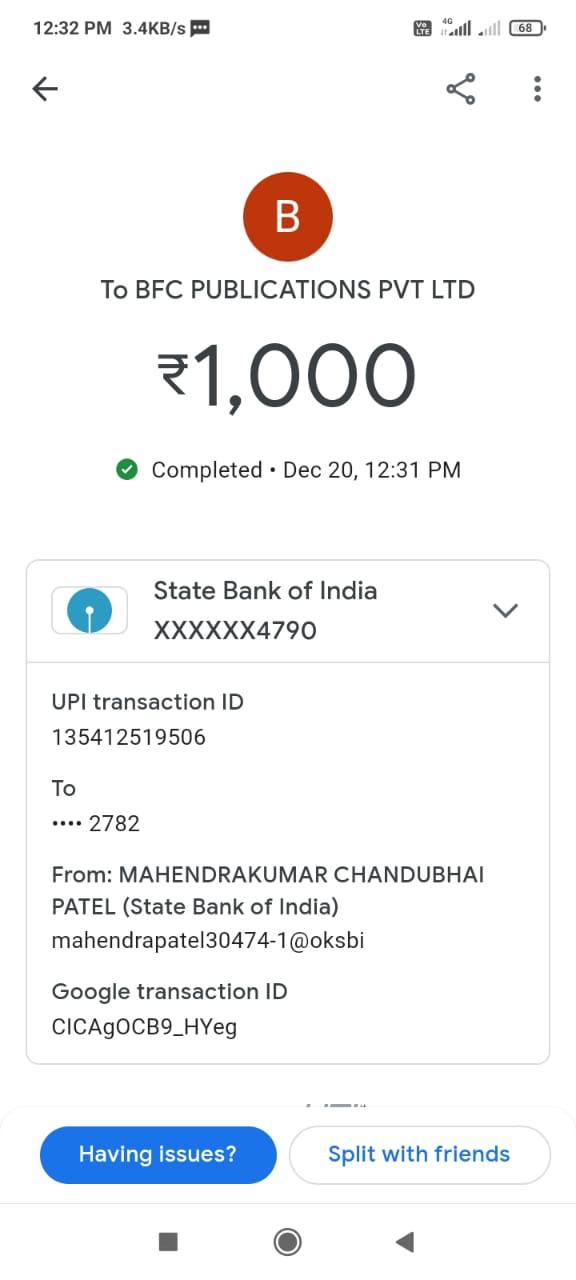 12:32 PM 3.4KB/s
Vo LTE 4G 68
B
To BFC PUBLICATIONS PVT LTD
₹1,000
Completed • Dec 20, 12:31 PM
State Bank of India
XXXXXX4790
UPI transaction ID
135412519506
To
•••• 2782
From: MAHENDRAKUMAR CHANDUBHAI
PATEL (State Bank of India)
mahendrapatel30474-1@oksbi
Google transaction ID
CICAgOCB9_HYeg
Having issues?
Split with friends